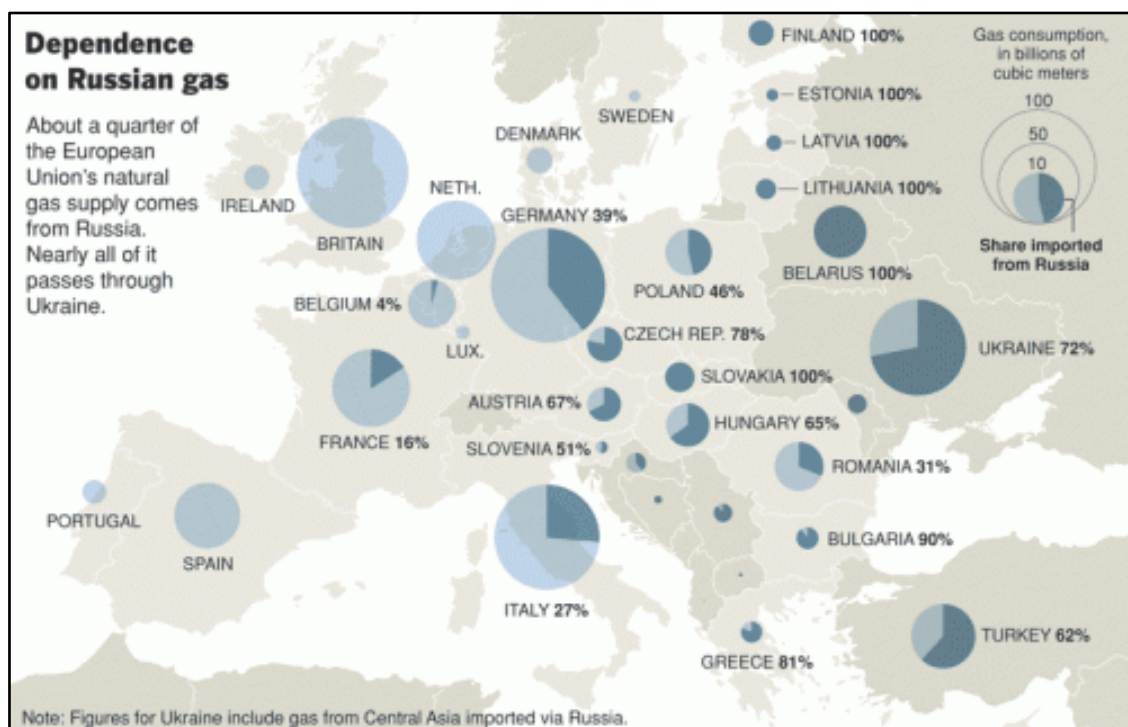 Dependence
on Russian gas
About a quarter of
the European
Union's natural
gas supply comes
from Russia.
Nearly all of it
passes through
Ukraine.
Gas consumption,
in billions of
cubic meters
100
50
10
Share imported
from Russia
FINLAND 100%
ESTONIA 100%
SWEDEN
LATVIA 100%
DENMARK
LITHUANIA 100%
IRELAND
NETH.
GERMANY 39%
BRITAIN
BELARUS 100%
POLAND 46%
BELGIUM 4%
LUX.
CZECH REP. 78%
UKRAINE 72%
SLOVAKIA 100%
AUSTRIA 67%
HUNGARY 65%
FRANCE 16%
SLOVENIA 51%
ROMANIA 31%
PORTUGAL
SPAIN
BULGARIA 90%
ITALY 27%
TURKEY 62%
GREECE 81%
Note: Figures for Ukraine include gas from Central Asia imported via Russia.